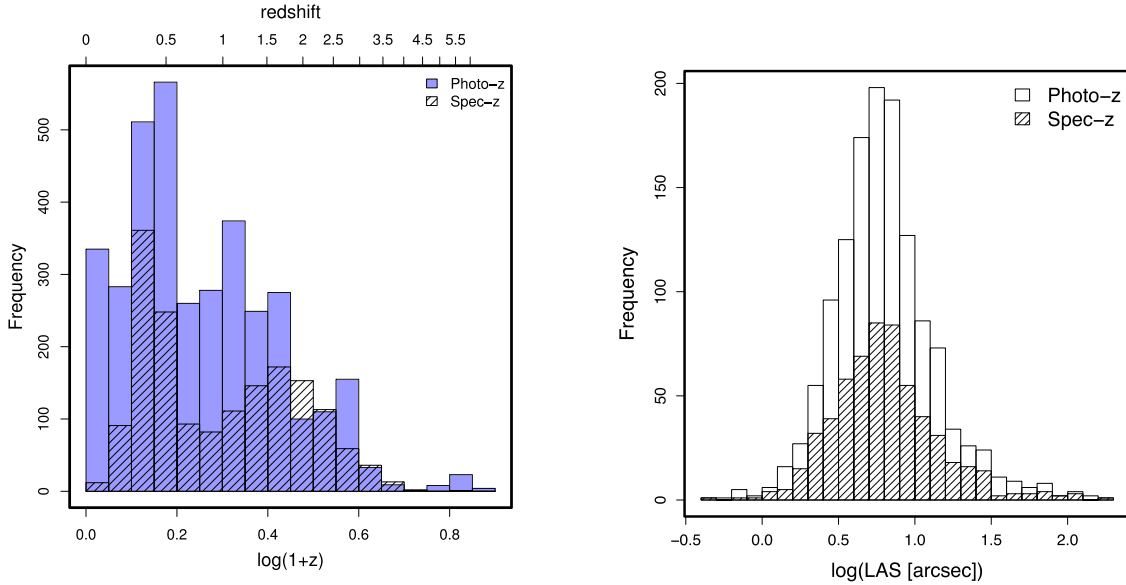 redshift
0 0.5 1 1.5 2 2.5 3.5 4.5 5.5
Photo−z
Spec−z
Frequency
500
400
300
200
100
0
0.0 0.2 0.4 0.6 0.8
log(1+z)
Photo−z
Spec−z
Frequency
200
150
100
50
0
−0.5 0.0 0.5 1.0 1.5 2.0
log(LAS [arcsec])